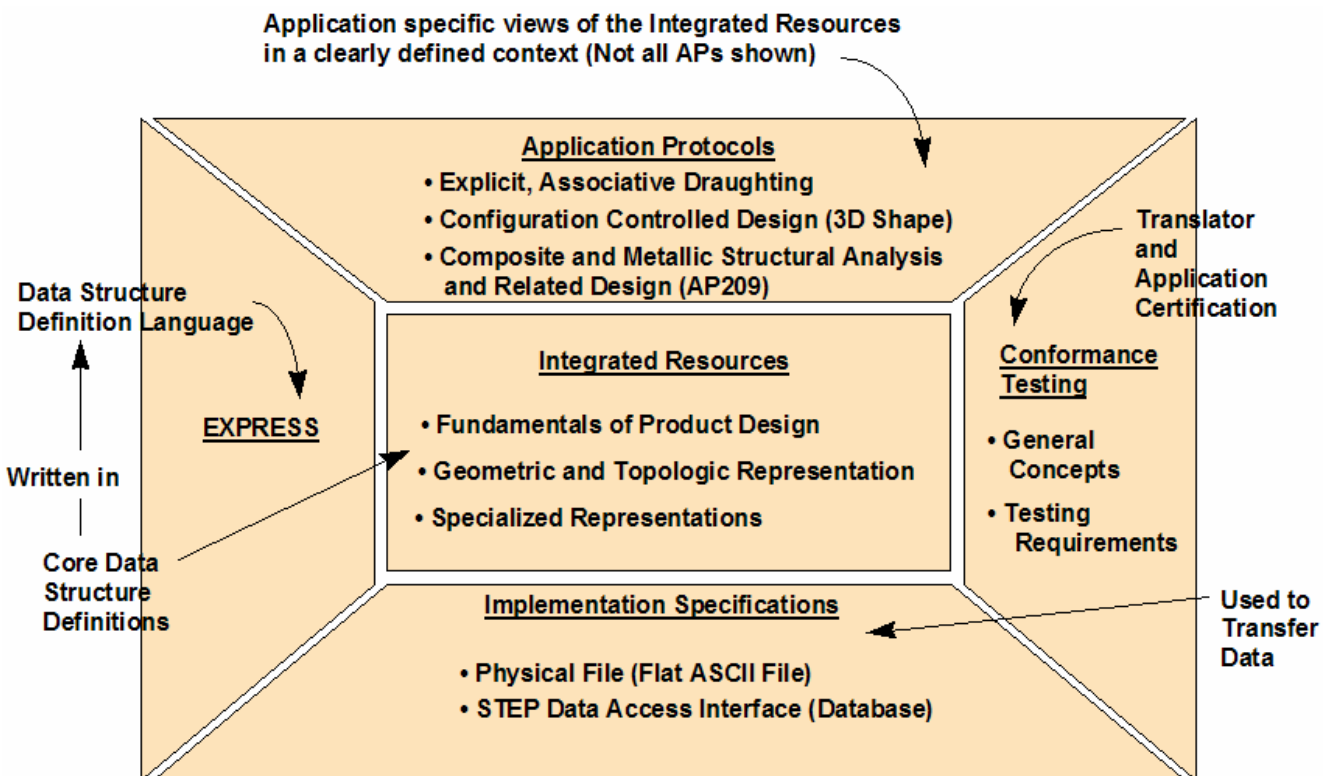 Application specific views of the Integrated Resources
in a clearly defined context (Not all APs shown)
Application Protocols
• Explicit, Associative Draughting
• Configuration Controlled Design (3D Shape)
• Composite and Metallic Structural Analysis
and Related Design (AP209)
Data Structure
Definition Language
EXPRESS
Written in
Core Data
Structure
Definitions
Integrated Resources
• Fundamentals of Product Design
• Geometric and Topologic Representation
• Specialized Representations
Translator
and
Application
Certification
Conformance
Testing
• General
Concepts
• Testing
Requirements
Implementation Specifications
• Physical File (Flat ASCII File)
• STEP Data Access Interface (Database)
Used to
Transfer
Data